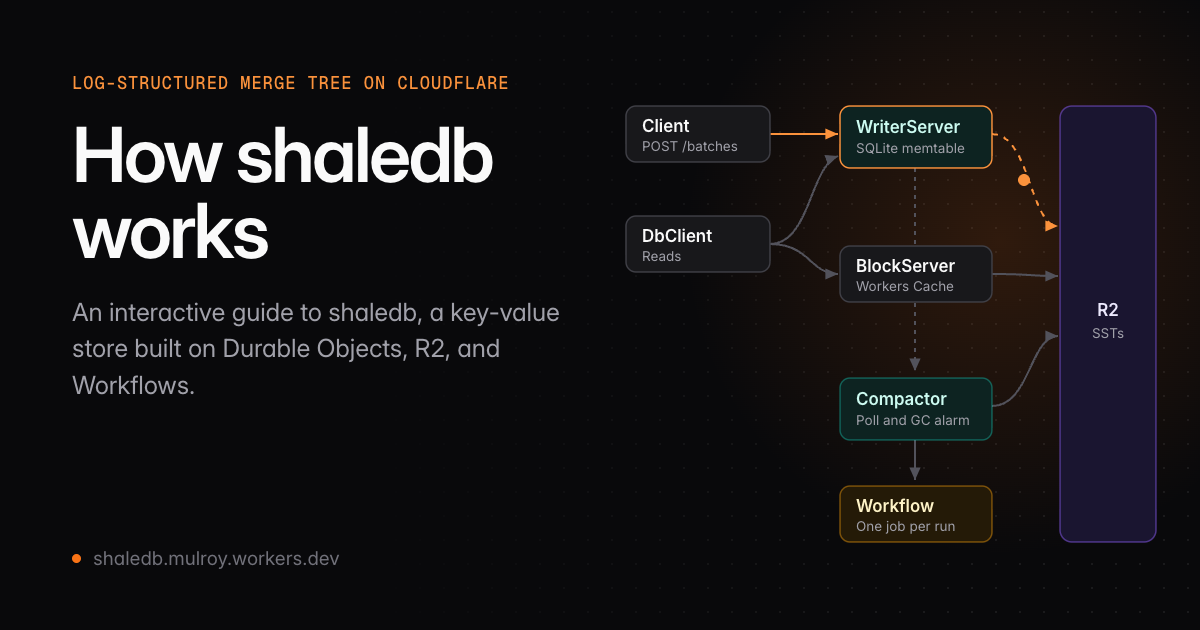 LOG-STRUCTURED MERGE TREE ON CLOUDFLARE
How shaledb
works
An interactive guide to shaledb, a key-value
store built on Durable Objects, R2, and
Workflows.
shaledb.mulroy.workers.dev
Client
POST /batches
WriterServer
SQLite memtable
DbClient
Reads
BlockServer
Workers Cache
R2
SSTs
Compactor
Poll and GC alarm
Workflow
One job per run